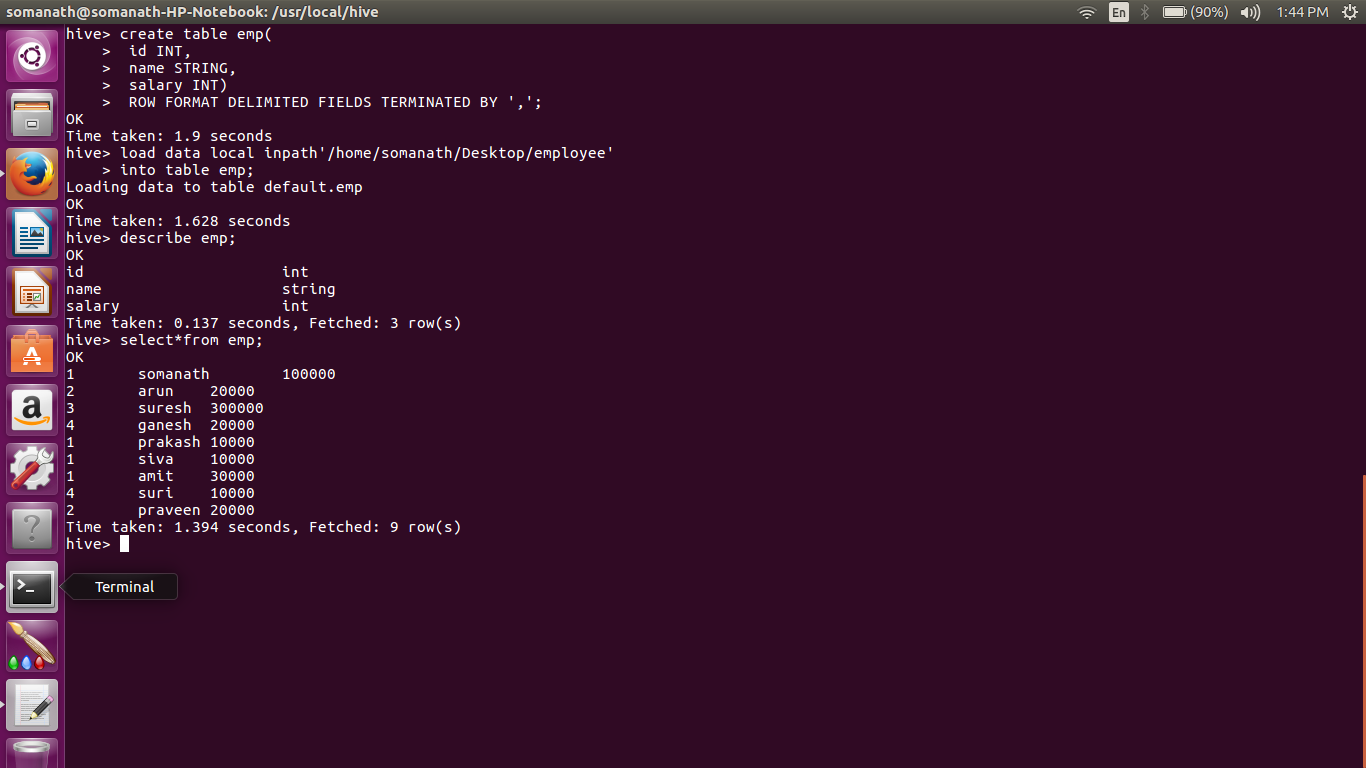 somanath@somanath-HP-Notebook: /usr/local/hive En (90%) 1:44 PM
hive> create table emp(
    >  id INT,
    >  name STRING,
    >  salary INT)
    >  ROW FORMAT DELIMITED FIELDS TERMINATED BY ',';
OK
Time taken: 1.9 seconds
hive> load data local inpath'/home/somanath/Desktop/employee'
    > into table emp;
Loading data to table default.emp
OK
Time taken: 1.628 seconds
hive> describe emp;
OK
id                  	int
name                	string
salary              	int
Time taken: 0.137 seconds, Fetched: 3 row(s)
hive> select*from emp;
OK
1	somanath	100000
2	arun	20000
3	suresh	300000
4	ganesh	20000
1	prakash	10000
1	siva	10000
1	amit	30000
4	suri	10000
2	praveen	20000
Time taken: 1.394 seconds, Fetched: 9 row(s)
hive>
Terminal